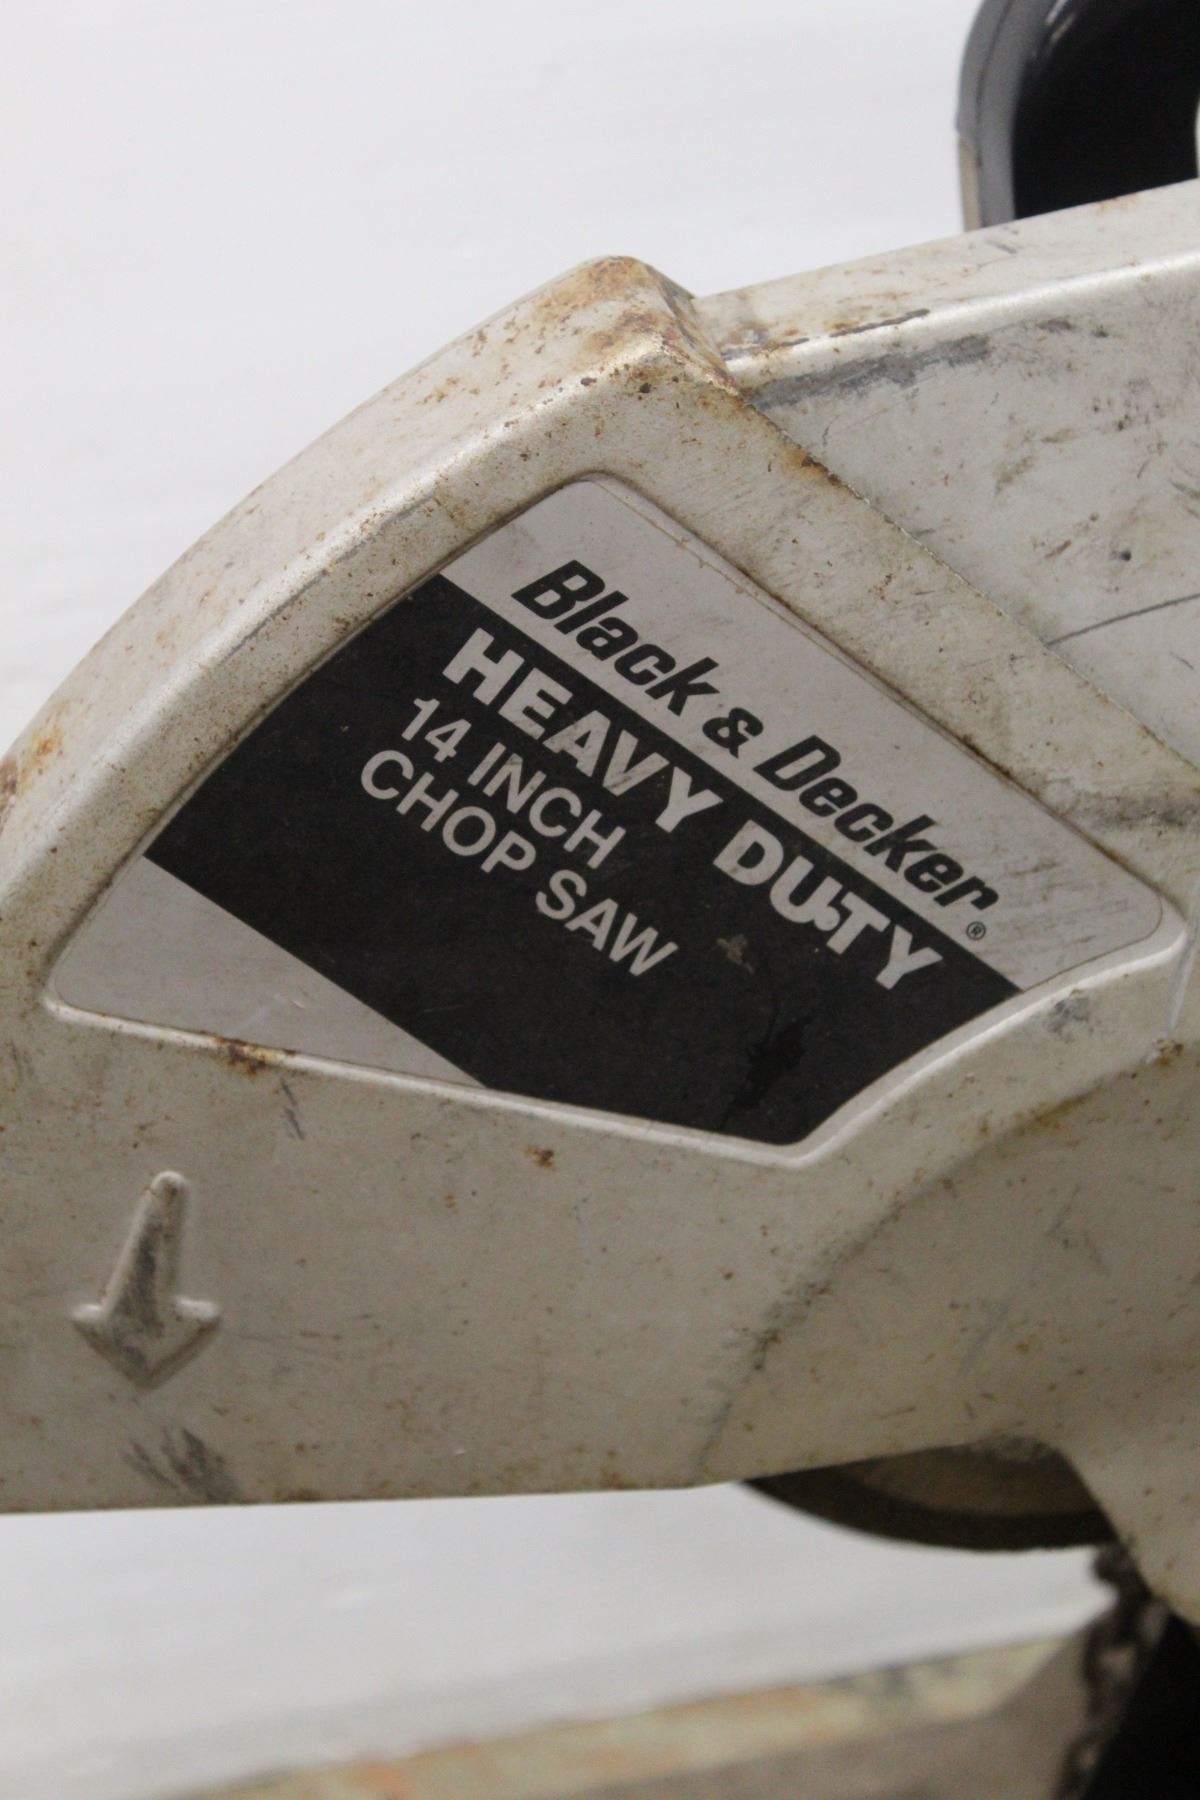 Black & Decker®
HEAVY DUTY
14 INCH
CHOP SAW